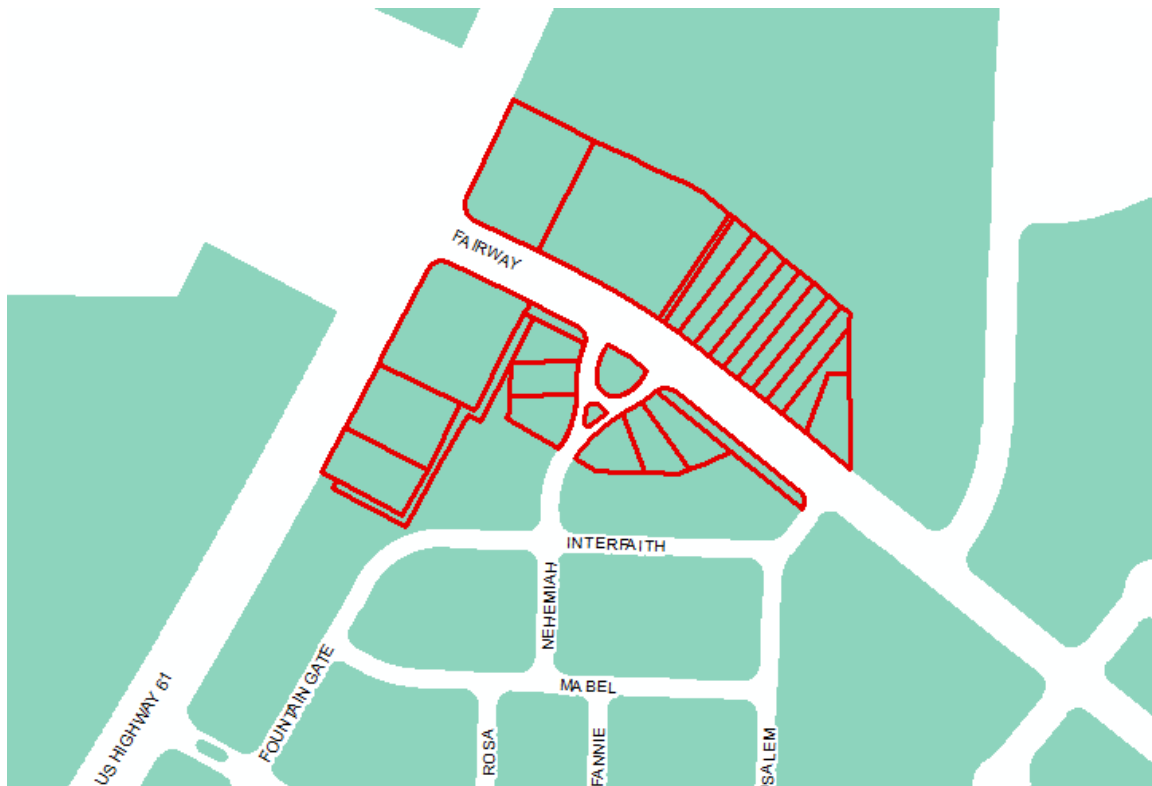 FAIRWAY
INTERFAITH
NEHEMIAH
FOUNTAIN GATE
MABEL
US HIGHWAY 61
ROSA
FANNIE
SALEM